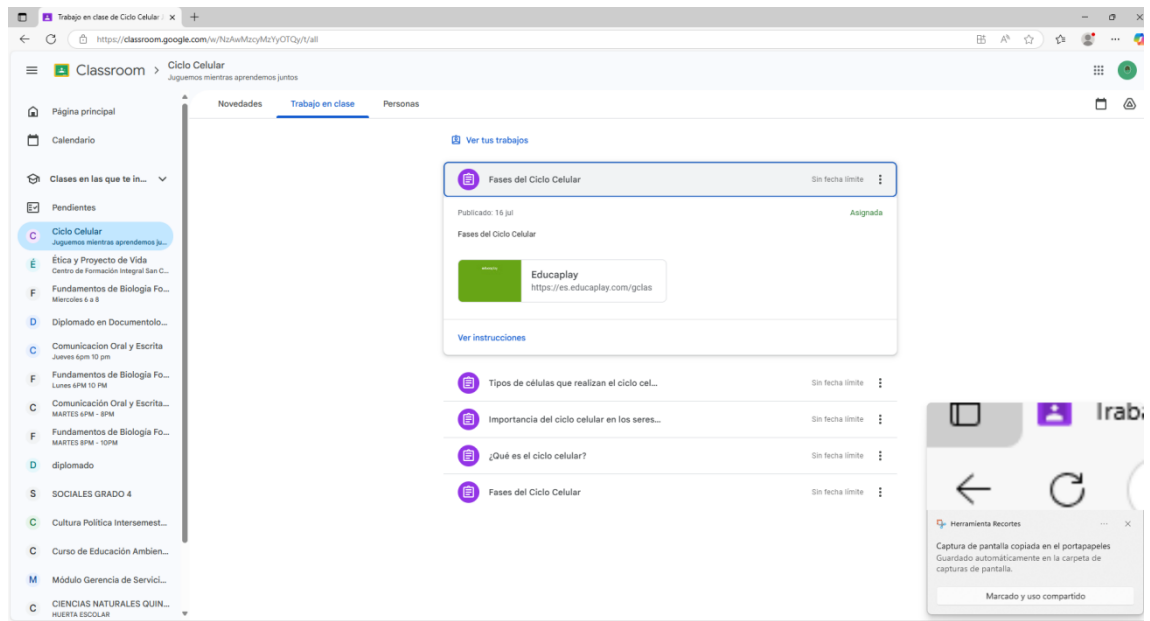 Trabajo en clase de Ciclo Celular
https://classroom.google.com/w/NzAwMzcyMzYyOTQy/t/all
Classroom > Ciclo Celular
Juguemos mientras aprendemos juntos
Página principal
Calendario
Clases en las que te in...
Pendientes
C Ciclo Celular
Juguemos mientras aprendemos ju...
É Ética y Proyecto de Vida
Centro de Formación Integral San C...
F Fundamentos de Biología Fo...
Miercoles 6 a 8
D Diplomado en Documentolo...
C Comunicacion Oral y Escrita
Jueves 6pm 10 pm
F Fundamentos de Biología Fo...
Lunes 6PM 10 PM
C Comunicación Oral y Escrita...
MARTES 6PM - 8PM
F Fundamentos de Biología Fo...
MARTES 8PM - 10PM
D diplomado
S SOCIALES GRADO 4
C Cultura Política Intersemest...
C Curso de Educación Ambien...
M Módulo Gerencia de Servici...
C CIENCIAS NATURALES QUIN...
HUERTA ESCOLAR
Novedades Trabajo en clase Personas
Ver tus trabajos
Fases del Ciclo Celular Sin fecha límite
Publicado: 16 jul Asignada
Fases del Ciclo Celular
Educaplay
https://es.educaplay.com/gclas
Ver instrucciones
Tipos de células que realizan el ciclo cel... Sin fecha límite
Importancia del ciclo celular en los seres... Sin fecha límite
¿Qué es el ciclo celular? Sin fecha límite
Fases del Ciclo Celular Sin fecha límite
Herramienta Recortes
Captura de pantalla copiada en el portapapeles
Guardado automáticamente en la carpeta de
capturas de pantalla.
Marcado y uso compartido